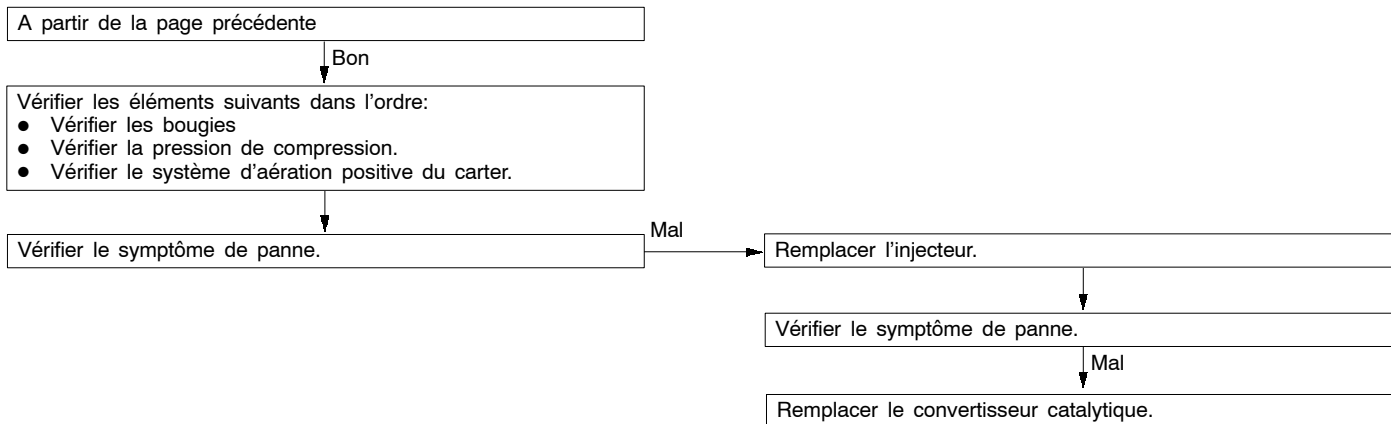 A partir de la page précédente
Bon
Vérifier les éléments suivants dans l'ordre:
● Vérifier les bougies
● Vérifier la pression de compression.
● Vérifier le système d'aération positive du carter.
Vérifier le symptôme de panne.
Mal
Remplacer l'injecteur.
Vérifier le symptôme de panne.
Mal
Remplacer le convertisseur catalytique.